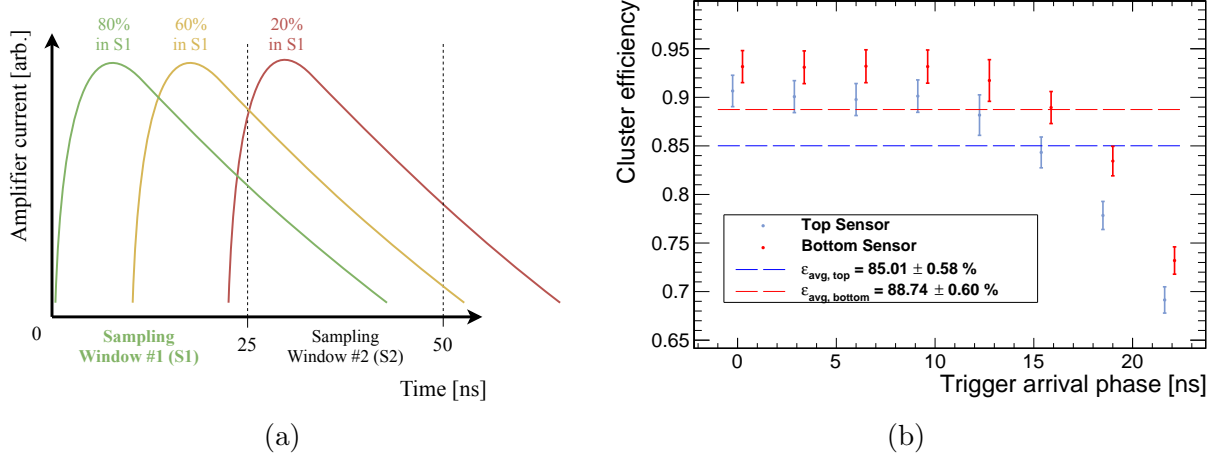 80%
in S1
60%
in S1
20%
in S1
Amplifier current [arb.]
0
25
50
Sampling
Window #1 (S1)
Sampling
Window #2 (S2)
Time [ns]
(a)
Cluster efficiency
0.95
0.9
0.85
0.8
0.75
0.7
0.65
Top Sensor
Bottom Sensor
ε avg, top = 85.01 ± 0.58 %
ε avg, bottom = 88.74 ± 0.60 %
0
5
10
15
20
Trigger arrival phase [ns]
(b)